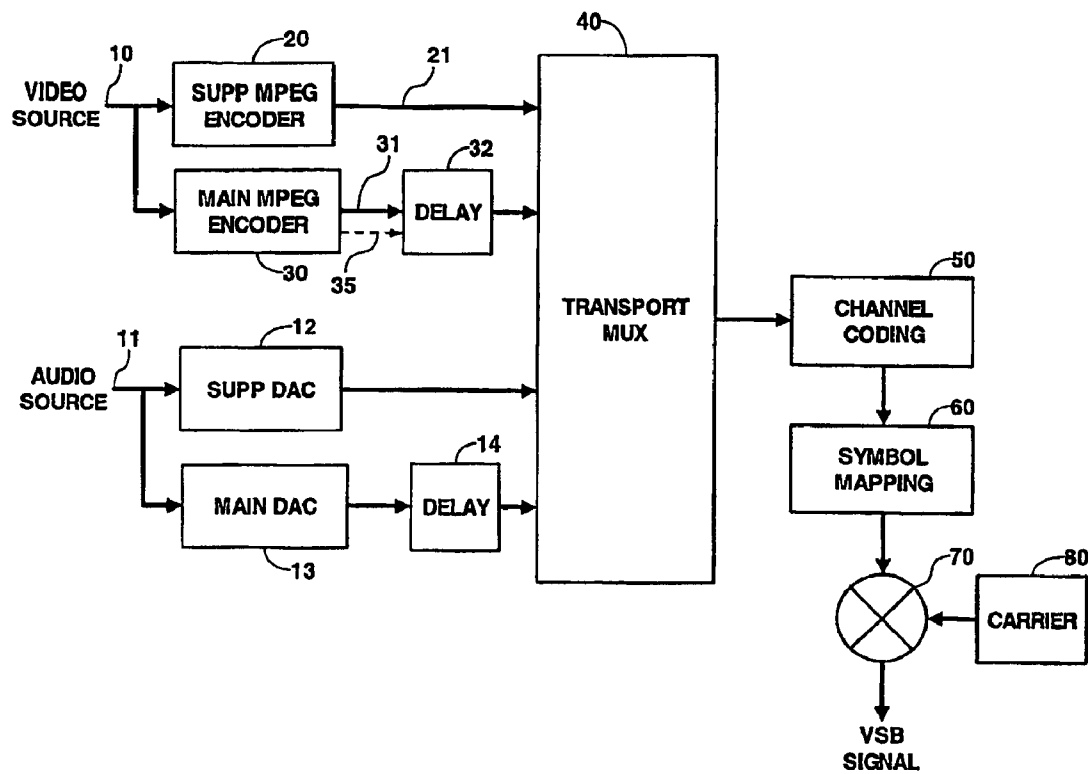 40
20
10
21
VIDEO
SOURCE
SUPP MPEG
ENCODER
31
32
MAIN MPEG
ENCODER
DELAY
30
35
TRANSPORT
MUX
50
CHANNEL
CODING
11
12
AUDIO
SOURCE
SUPP DAC
60
SYMBOL
MAPPING
14
MAIN DAC
DELAY
13
70
80
CARRIER
VSB
SIGNAL